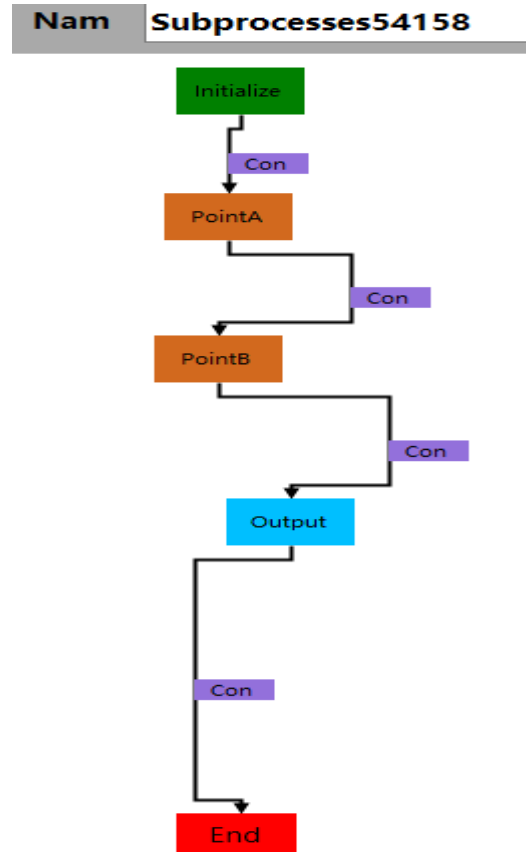 Nam Subprocesses54158
Initialize
Con
PointA
Con
PointB
Con
Output
Con
End